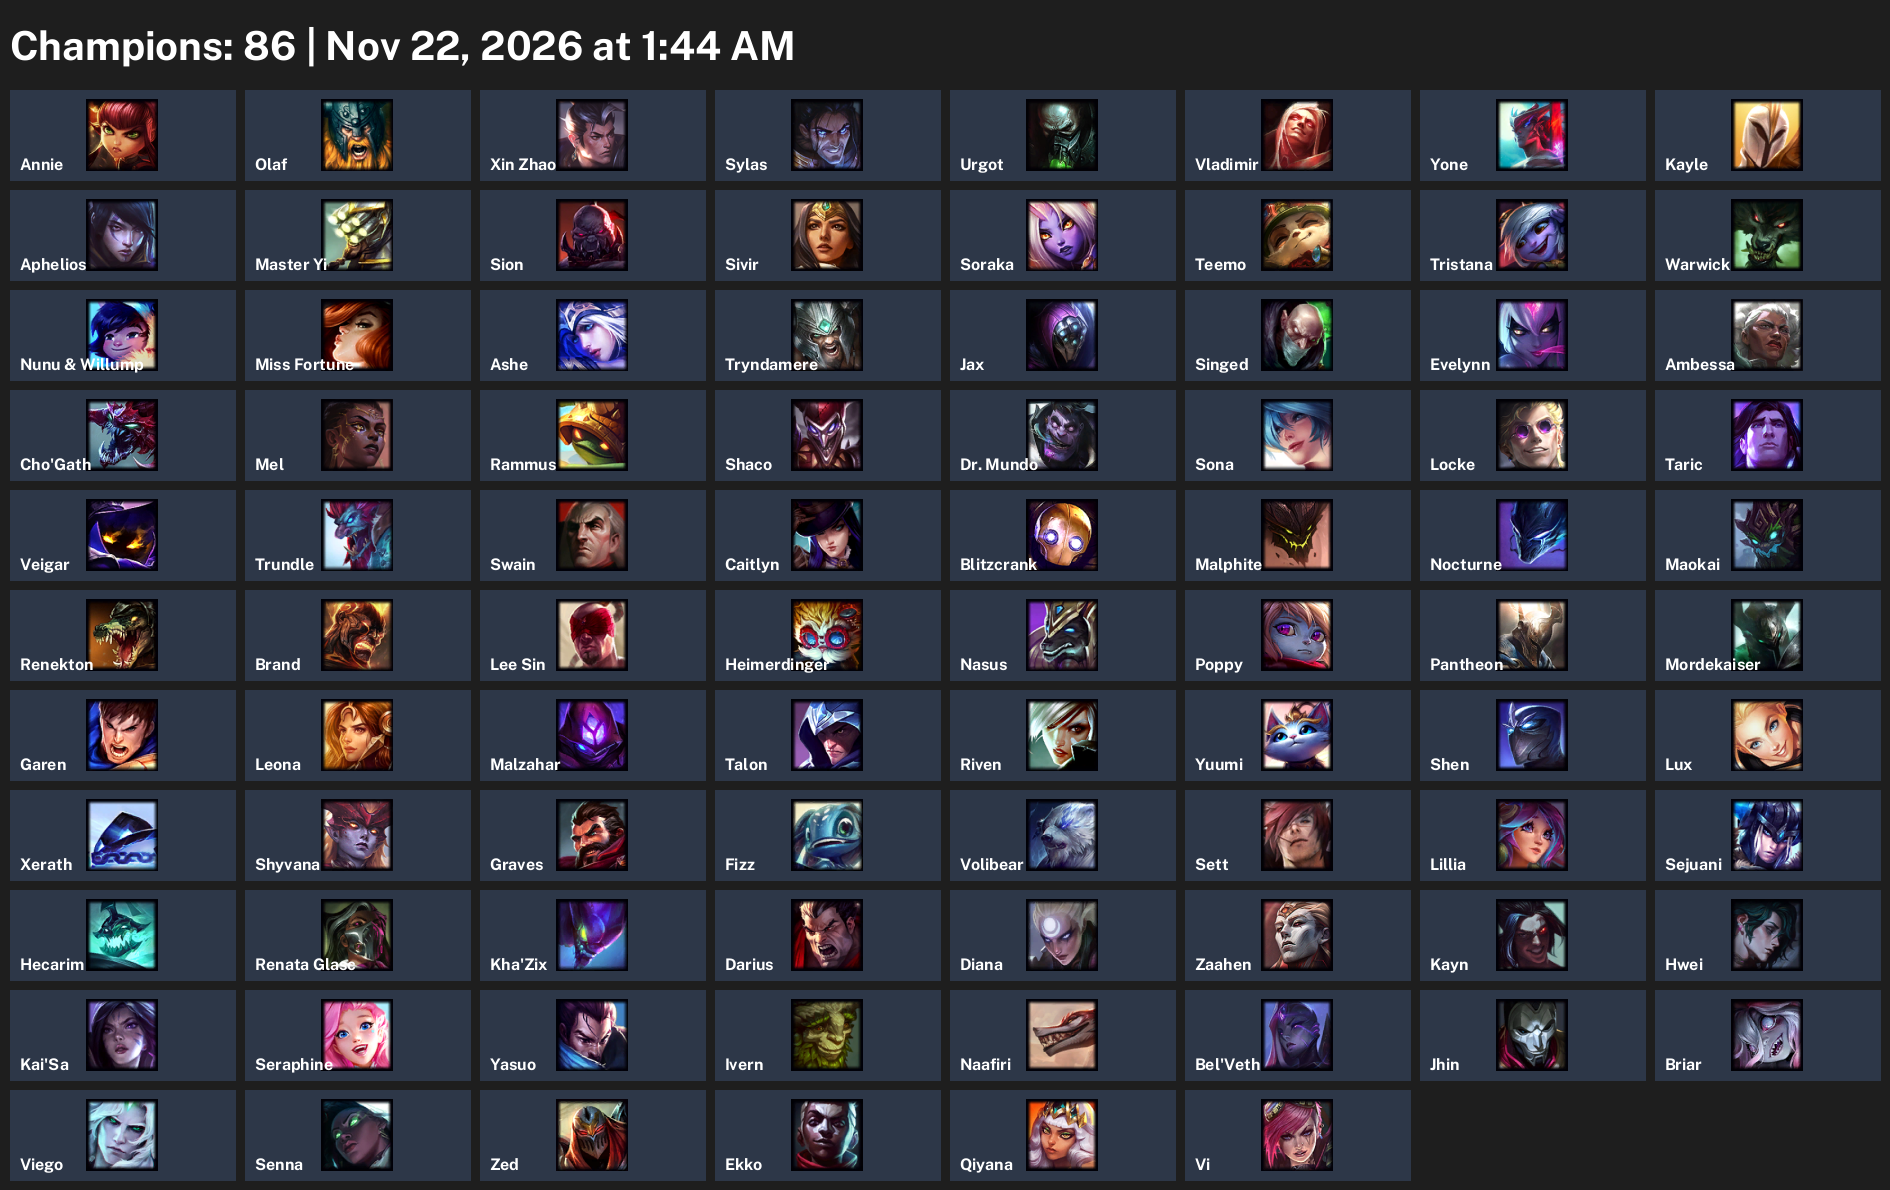 Champions: 86 | Nov 22, 2026 at 1:44 AM
Annie Olaf Xin Zhao Sylas Urgot Vladimir Yone Kayle
Aphelios Master Yi Sion Sivir Soraka Teemo Tristana Warwick
Nunu & Willump Miss Fortune Ashe Tryndamere Jax Singed Evelynn Ambessa
Cho'Gath Mel Rammus Shaco Dr. Mundo Sona Locke Taric
Veigar Trundle Swain Caitlyn Blitzcrank Malphite Nocturne Maokai
Renekton Brand Lee Sin Heimerdinger Nasus Poppy Pantheon Mordekaiser
Garen Leona Malzahar Talon Riven Yuumi Shen Lux
Xerath Shyvana Graves Fizz Volibear Sett Lillia Sejuani
Hecarim Renata Glasc Kha'Zix Darius Diana Zaahen Kayn Hwei
Kai'Sa Seraphine Yasuo Ivern Naafiri Bel'Veth Jhin Briar
Viego Senna Zed Ekko Qiyana Vi